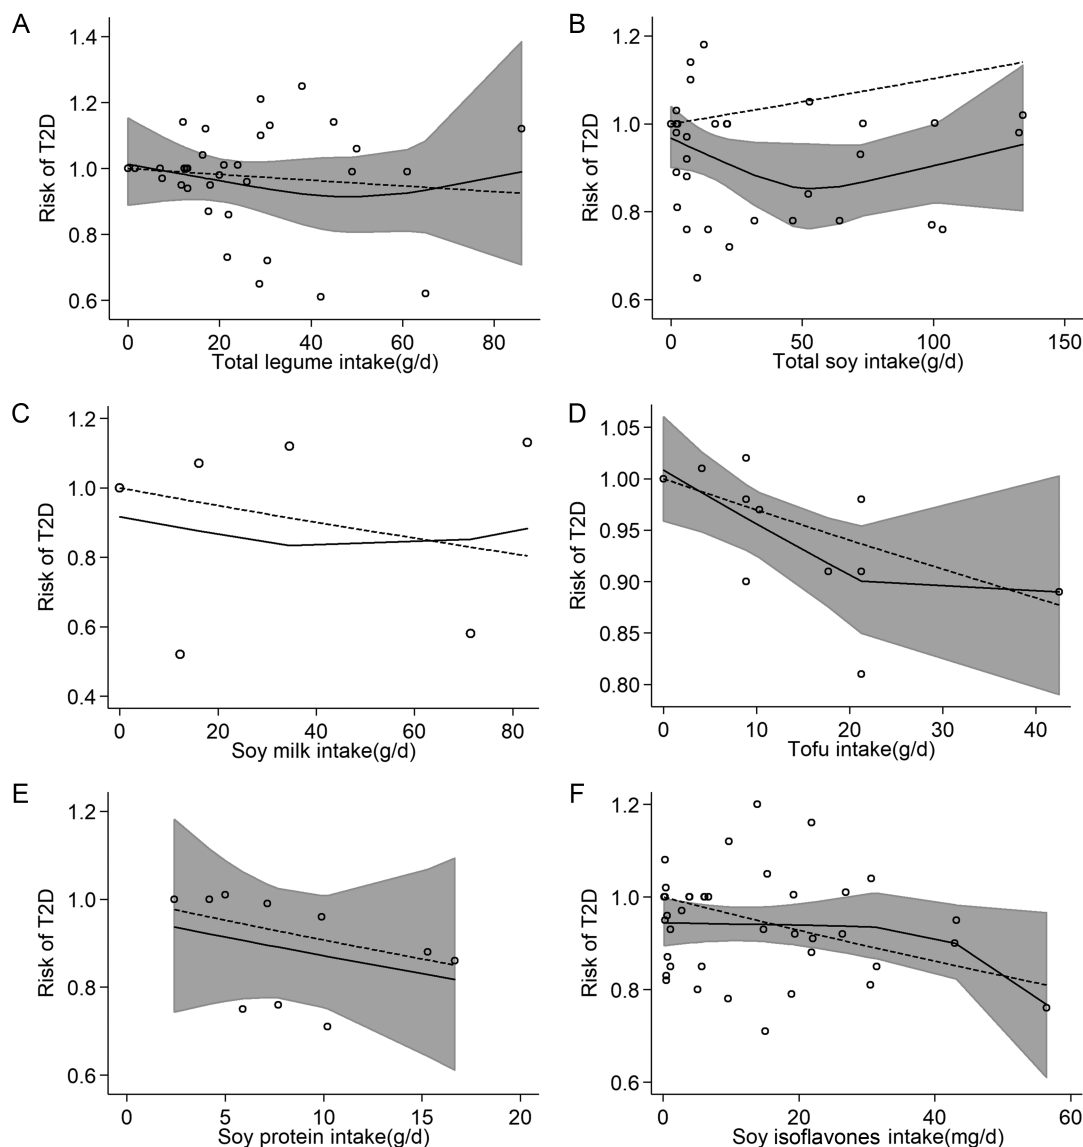 A
Risk of T2D
1.4
1.2
1.0
0.8
0.6
0 20 40 60 80
Total legume intake(g/d)
B
Risk of T2D
1.2
1.0
0.8
0.6
0 50 100 150
Total soy intake(g/d)
C
Risk of T2D
1.2
1.0
0.8
0.6
0.4
0 20 40 60 80
Soy milk intake(g/d)
D
Risk of T2D
1.05
1.00
0.95
0.90
0.85
0.80
0 10 20 30 40
Tofu intake(g/d)
E
Risk of T2D
1.2
1.0
0.8
0.6
0 5 10 15 20
Soy protein intake(g/d)
F
Risk of T2D
1.2
1.0
0.8
0.6
0 20 40 60
Soy isoflavones intake(mg/d)